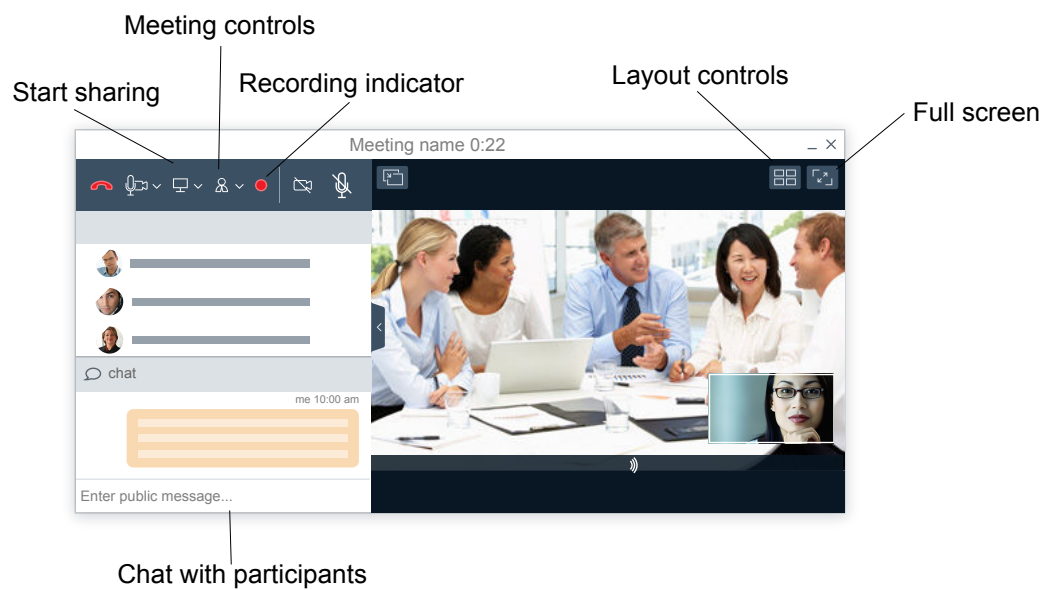 Meeting controls
Start sharing
Recording indicator
Layout controls
Full screen
Meeting name 0:22
chat
me 10:00 am
Enter public message...
Chat with participants